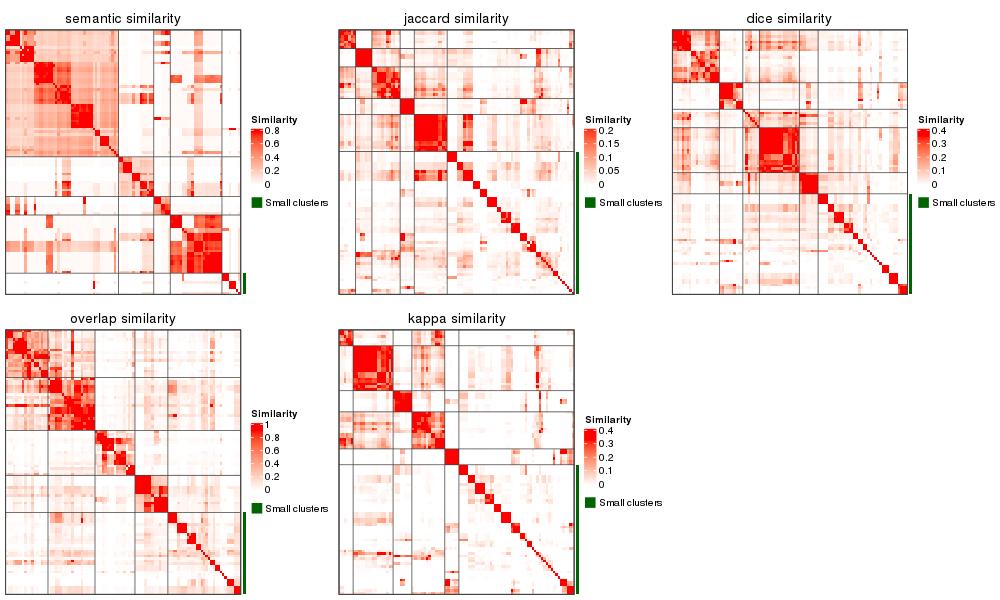 semantic similarity
Similarity
0.8
0.6
0.4
0.2
0
Small clusters
jaccard similarity
Similarity
0.2
0.15
0.1
0.05
0
Small clusters
dice similarity
Similarity
0.4
0.3
0.2
0.1
0
Small clusters
overlap similarity
Similarity
1
0.8
0.6
0.4
0.2
0
Small clusters
kappa similarity
Similarity
0.4
0.3
0.2
0.1
0
Small clusters